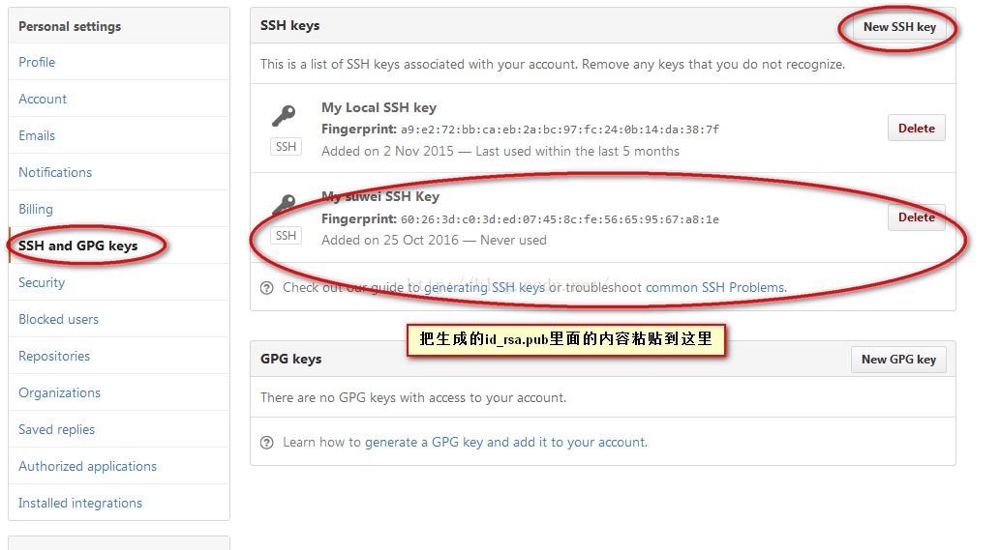 Personal settings
Profile
Account
Emails
Notifications
Billing
SSH and GPG keys
Security
Blocked users
Repositories
Organizations
Saved replies
Authorized applications
Installed integrations
SSH keys
New SSH key
This is a list of SSH keys associated with your account. Remove any keys that you do not recognize.
My Local SSH key
Fingerprint: a9:e2:72:bb:ca:eb:2a:bc:97:fc:24:0b:14:da:38:7f
SSH
Added on 2 Nov 2015 — Last used within the last 5 months
Delete
My suwei SSH Key
Fingerprint: 60:26:3d:c0:3d:ed:07:45:8c:fe:56:65:95:67:a8:1e
SSH
Added on 25 Oct 2016 — Never used
Delete
Check out our guide to generating SSH keys or troubleshoot common SSH Problems.
把生成的id_rsa.pub里面的内容粘贴到这里
GPG keys
New GPG key
There are no GPG keys with access to your account.
Learn how to generate a GPG key and add it to your account.